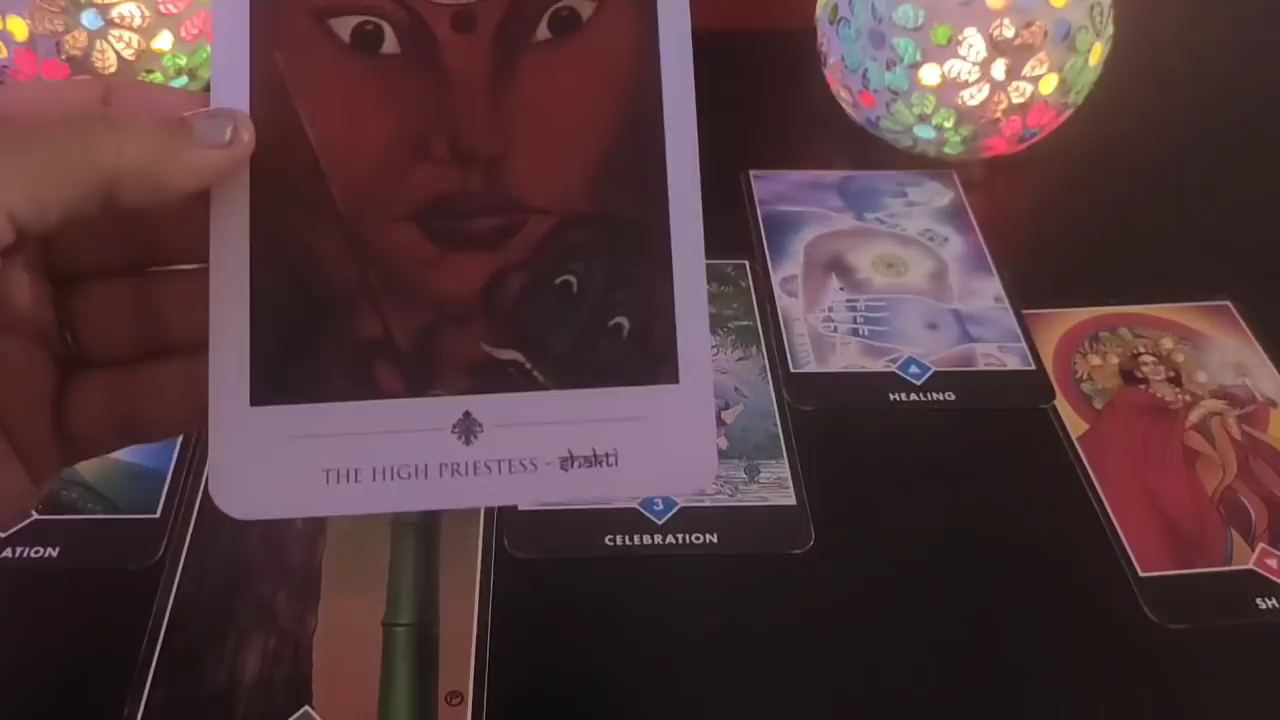 THE HIGH PRIESTESS - shakti
HEALING
3
CELEBRATION
ATION
SH